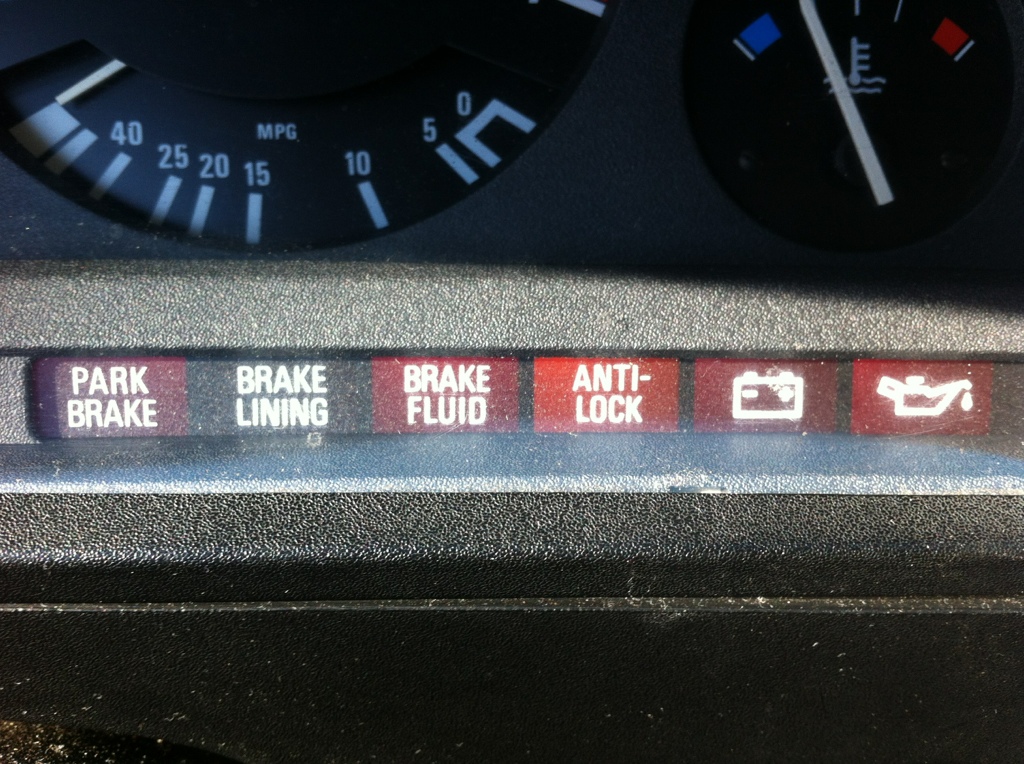 40
25
20
15
MPG
10
5
0
PARK
BRAKE
BRAKE
LINING
BRAKE
FLUID
ANTI-
LOCK